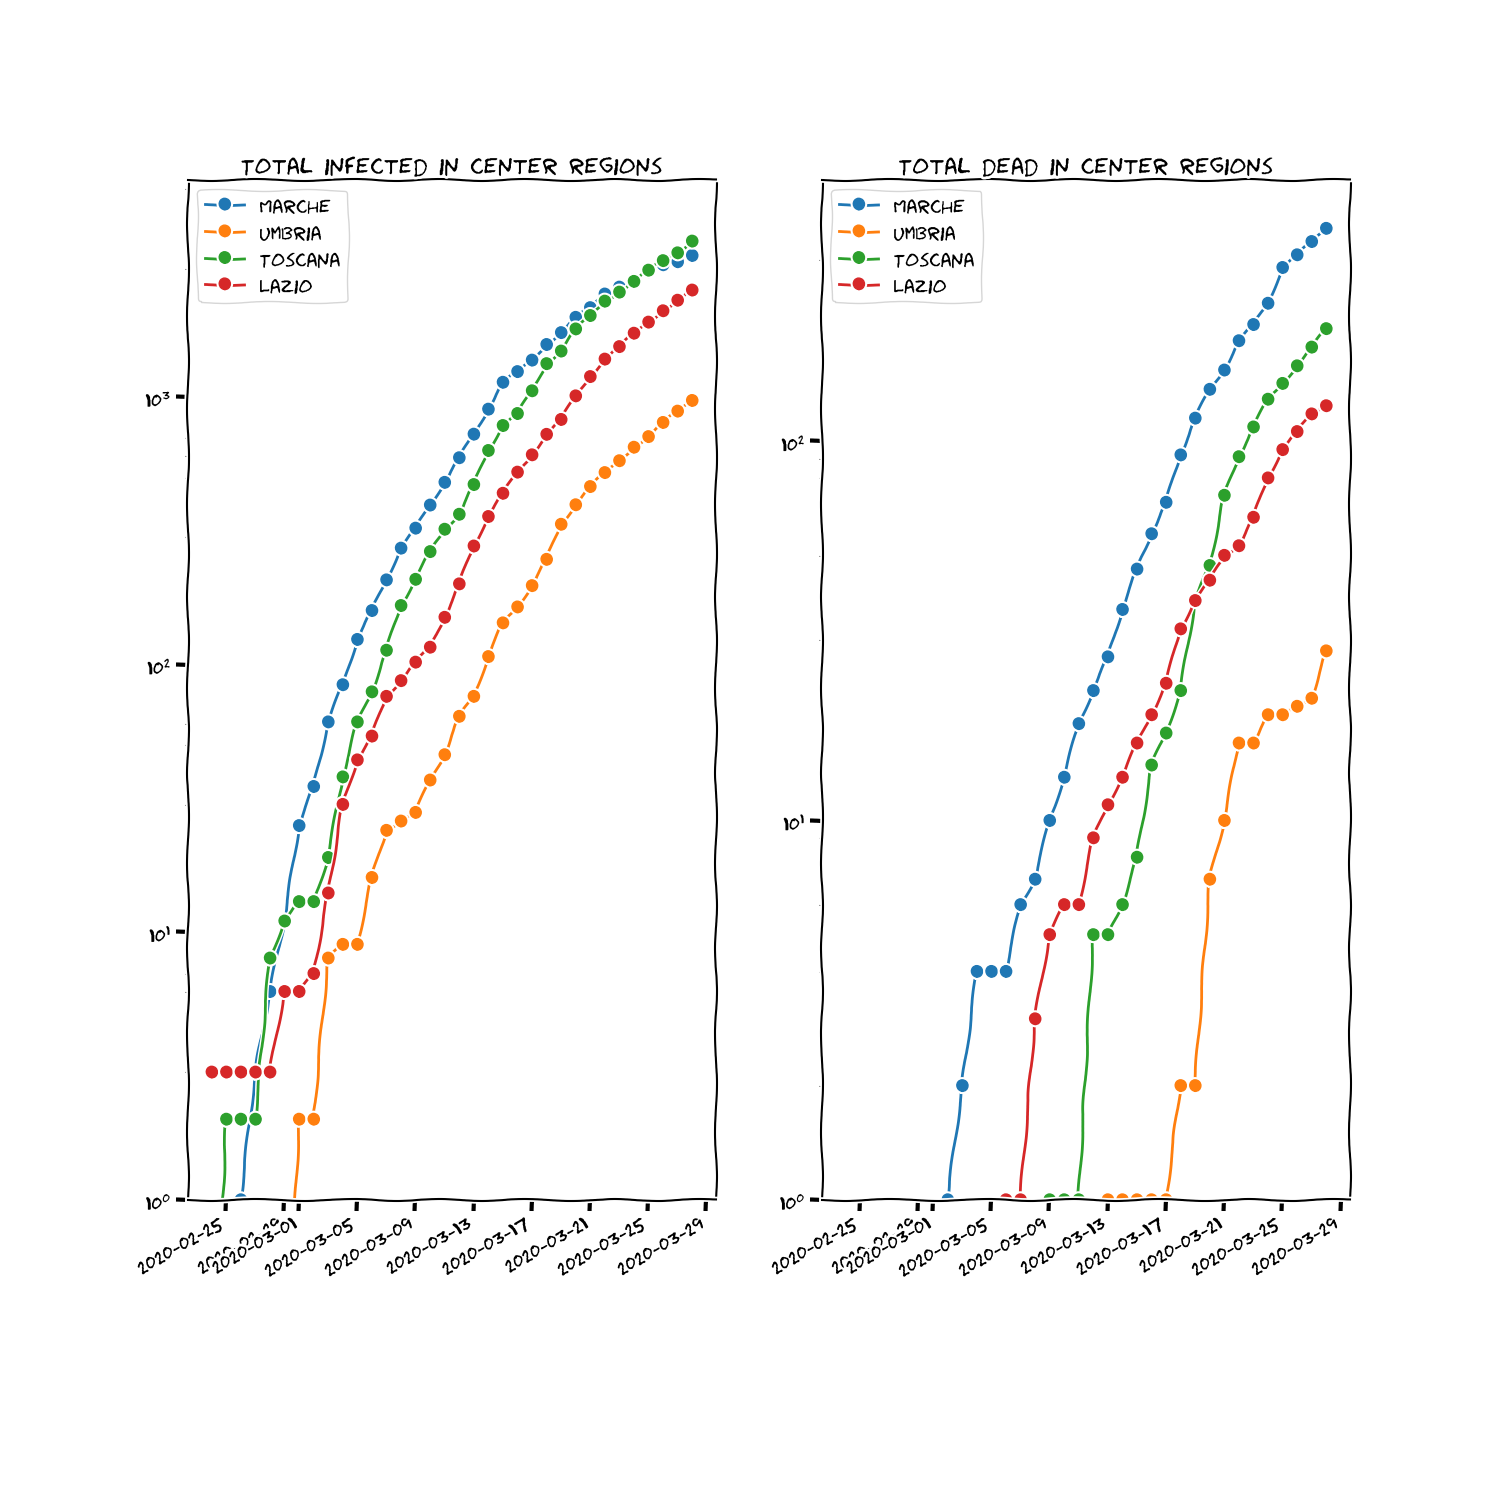 TOTAL INFECTED IN CENTER REGIONS
MARCHE
UMBRIA
TOSCANA
LAZIO
10³
10²
10¹
10⁰
2020-02-25
2020-03-01
2020-03-05
2020-03-09
2020-03-13
2020-03-17
2020-03-21
2020-03-25
2020-03-29
TOTAL DEAD IN CENTER REGIONS
MARCHE
UMBRIA
TOSCANA
LAZIO
10²
10¹
10⁰
2020-02-25
2020-03-01
2020-03-05
2020-03-09
2020-03-13
2020-03-17
2020-03-21
2020-03-25
2020-03-29